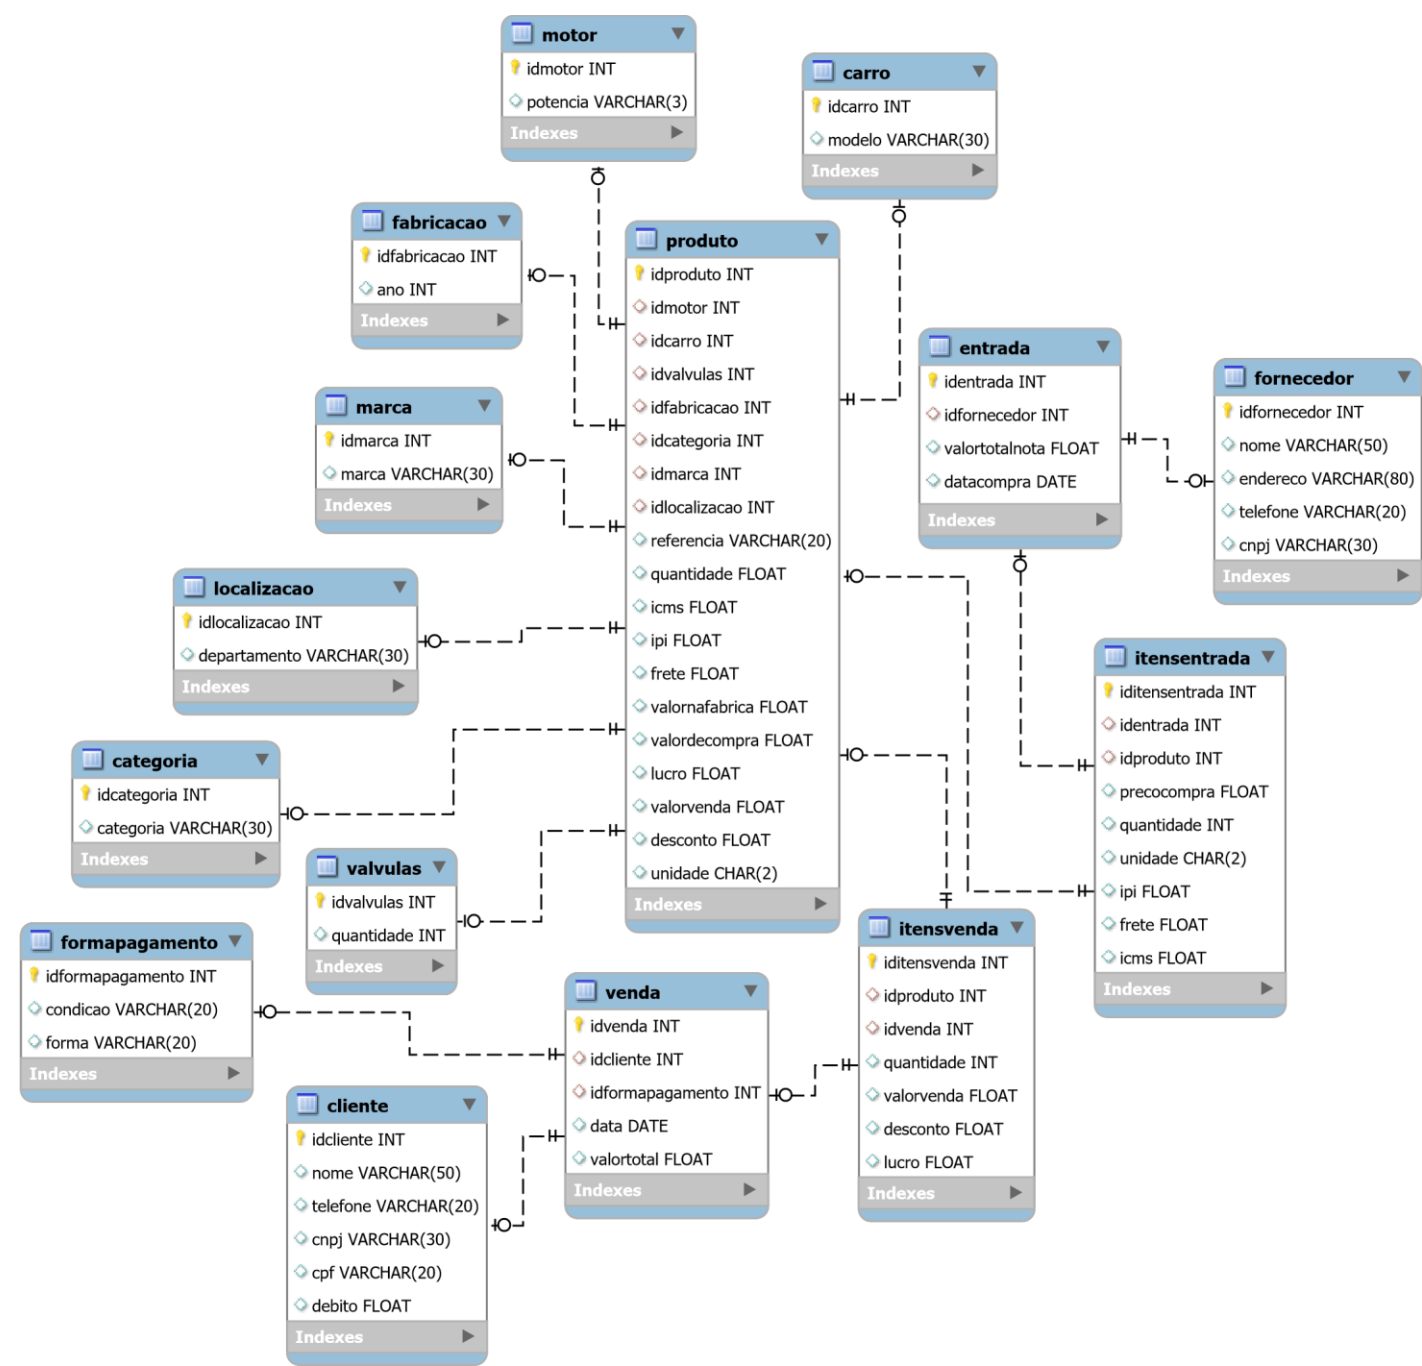 motor
idmotor INT
potencia VARCHAR(3)
Indexes
carro
idcarro INT
modelo VARCHAR(30)
Indexes
fabricacao
idfabricacao INT
ano INT
Indexes
produto
idproduto INT
idmotor INT
idcarro INT
idvalvulas INT
idfabricacao INT
idcategoria INT
idmarca INT
idlocalizacao INT
referencia VARCHAR(20)
quantidade FLOAT
icms FLOAT
ipi FLOAT
frete FLOAT
valornafabrica FLOAT
valordecompra FLOAT
lucro FLOAT
valorvenda FLOAT
desconto FLOAT
unidade CHAR(2)
Indexes
entrada
identrada INT
idfornecedor INT
valortotalnota FLOAT
datacompra DATE
Indexes
fornecedor
idfornecedor INT
nome VARCHAR(50)
endereco VARCHAR(80)
telefone VARCHAR(20)
cnpj VARCHAR(30)
Indexes
marca
idmarca INT
marca VARCHAR(30)
Indexes
localizacao
idlocalizacao INT
departamento VARCHAR(30)
Indexes
itensentrada
iditensentrada INT
identrada INT
idproduto INT
precocompra FLOAT
quantidade INT
unidade CHAR(2)
ipi FLOAT
frete FLOAT
icms FLOAT
Indexes
categoria
idcategoria INT
categoria VARCHAR(30)
Indexes
valvulas
idvalvulas INT
quantidade INT
Indexes
formapagamento
idformapagamento INT
condicao VARCHAR(20)
forma VARCHAR(20)
Indexes
venda
idvenda INT
idcliente INT
idformapagamento INT
data DATE
valortotal FLOAT
Indexes
itensvenda
iditensvenda INT
idproduto INT
idvenda INT
quantidade INT
valorvenda FLOAT
desconto FLOAT
lucro FLOAT
Indexes
cliente
idcliente INT
nome VARCHAR(50)
telefone VARCHAR(20)
cnpj VARCHAR(30)
cpf VARCHAR(20)
debito FLOAT
Indexes